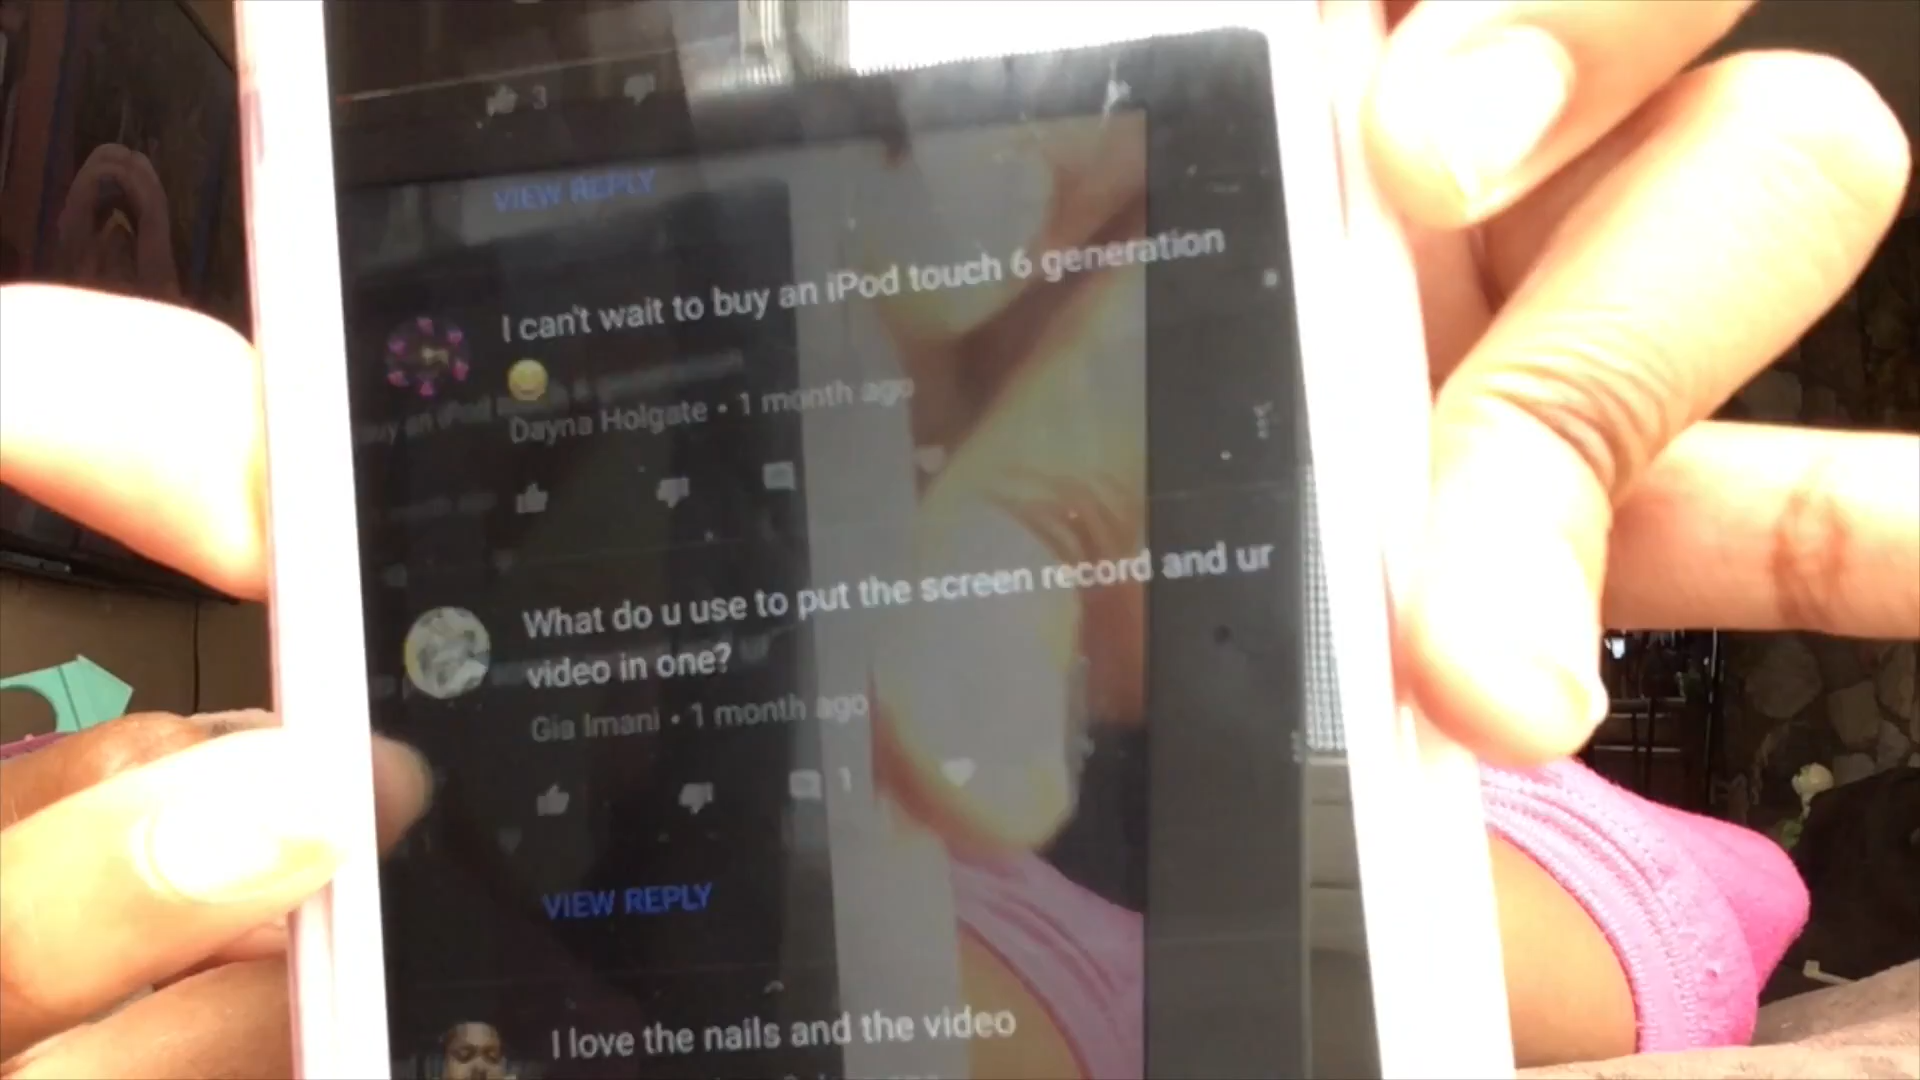 3
VIEW REPLY
I can't wait to buy an iPod touch 6 generation
Dayna Holgate • 1 month ago
What do u use to put the screen record and ur
video in one?
Gia Imani • 1 month ago
1
VIEW REPLY
I love the nails and the video